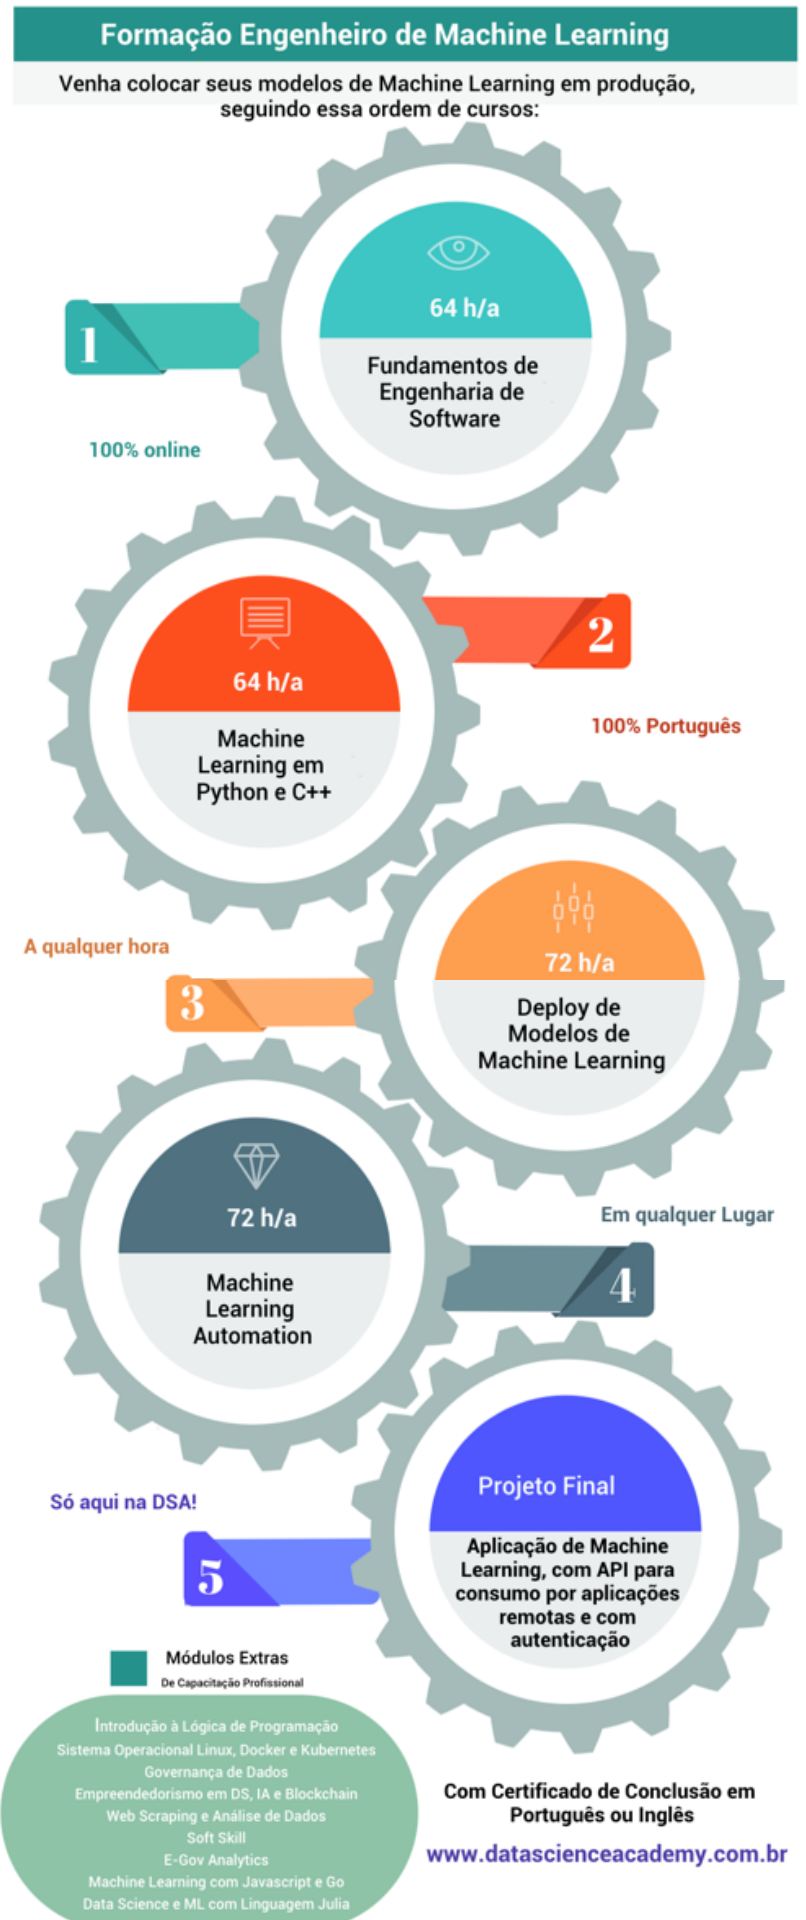 Formação Engenheiro de Machine Learning
Venha colocar seus modelos de Machine Learning em produção,
seguindo essa ordem de cursos:
64 h/a
1
Fundamentos de
Engenharia de
Software
100% online
64 h/a
2
Machine
Learning em
Python e C++
100% Português
A qualquer hora
72 h/a
3
Deploy de
Modelos de
Machine Learning
72 h/a
Em qualquer Lugar
4
Machine
Learning
Automation
Projeto Final
Só aqui na DSA!
5
Aplicação de Machine
Learning, com API para
consumo por aplicações
remotas e com
autenticação
Módulos Extras
De Capacitação Profissional
Introdução à Lógica de Programação
Sistema Operacional Linux, Docker e Kubernetes
Governança de Dados
Empreendedorismo em DS, IA e Blockchain
Web Scraping e Análise de Dados
Soft Skill
E-Gov Analytics
Machine Learning com Javascript e Go
Data Science e ML com Linguagem Julia
Com Certificado de Conclusão em
Português ou Inglês
www.datascienceacademy.com.br